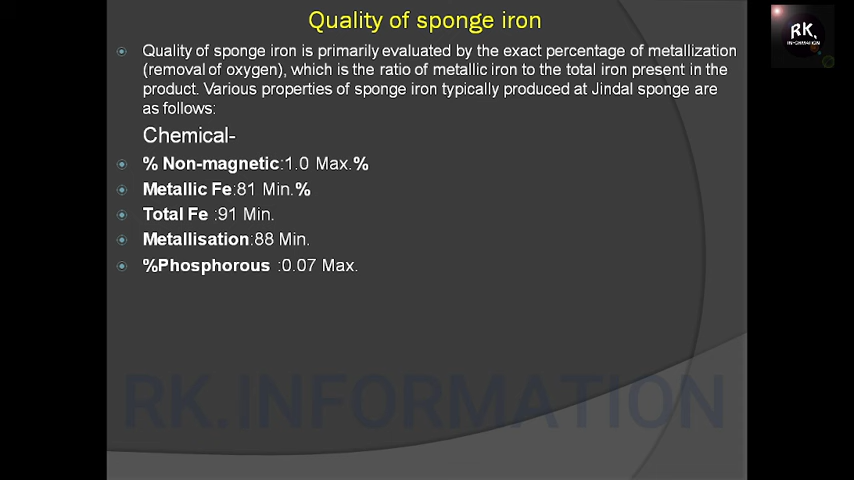 Quality of sponge iron
RK,
INFORMATION
Quality of sponge iron is primarily evaluated by the exact percentage of metallization
(removal of oxygen), which is the ratio of metallic iron to the total iron present in the
product. Various properties of sponge iron typically produced at Jindal sponge are
as follows:
Chemical-
% Non-magnetic:1.0 Max.%
Metallic Fe:81 Min.%
Total Fe :91 Min.
Metallisation:88 Min.
%Phosphorous :0.07 Max.
RK.INFORMATION